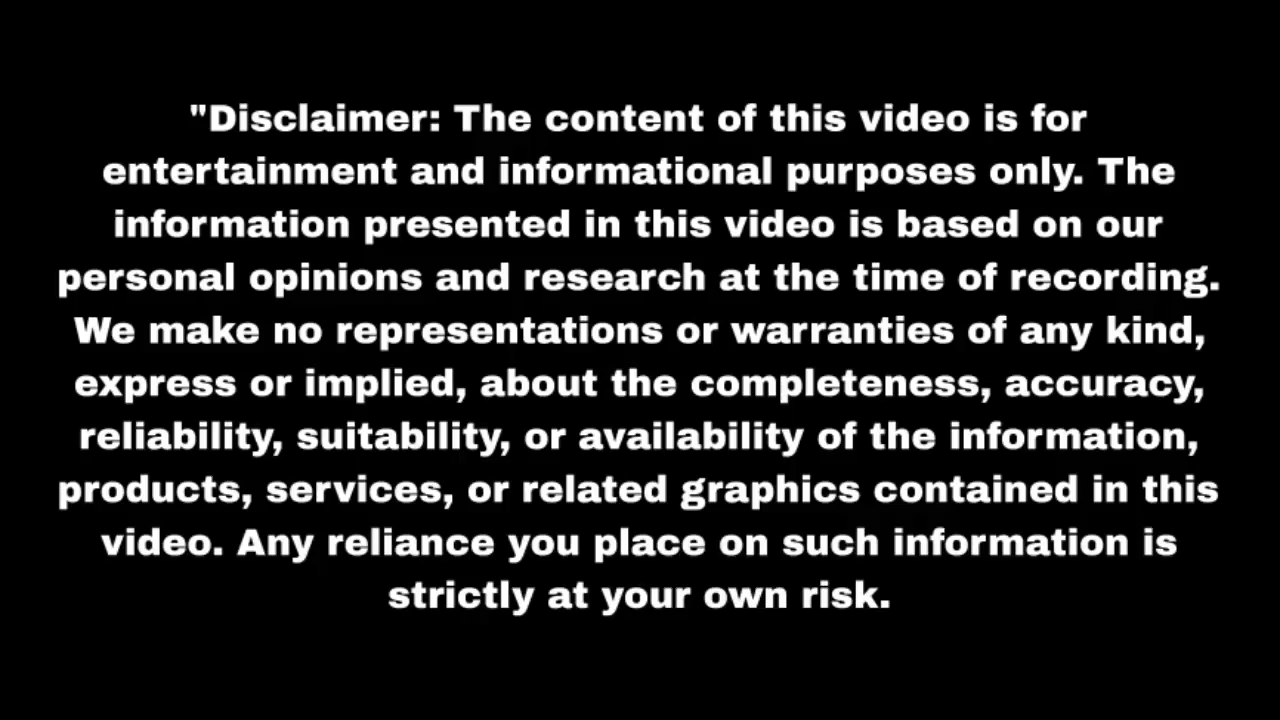 "Disclaimer: The content of this video is for
entertainment and informational purposes only. The
information presented in this video is based on our
personal opinions and research at the time of recording.
We make no representations or warranties of any kind,
express or implied, about the completeness, accuracy,
reliability, suitability, or availability of the information,
products, services, or related graphics contained in this
video. Any reliance you place on such information is
strictly at your own risk.